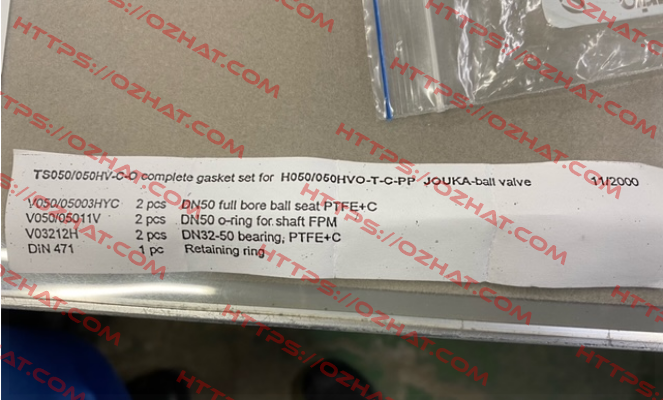 TS050/050HV-C-O complete gasket set for H050/050HVO-T-C-PP JOUKA-ball valve 11/2000
V050/05003HYC 2 pcs DN50 full bore ball seat PTFE+C
V050/05011V 2 pcs DN50 o-ring for shaft FPM
V03212H 2 pcs DN32-50 bearing, PTFE+C
DIN 471 1 pc Retaining ring
HTTPS://OZHAT.COM